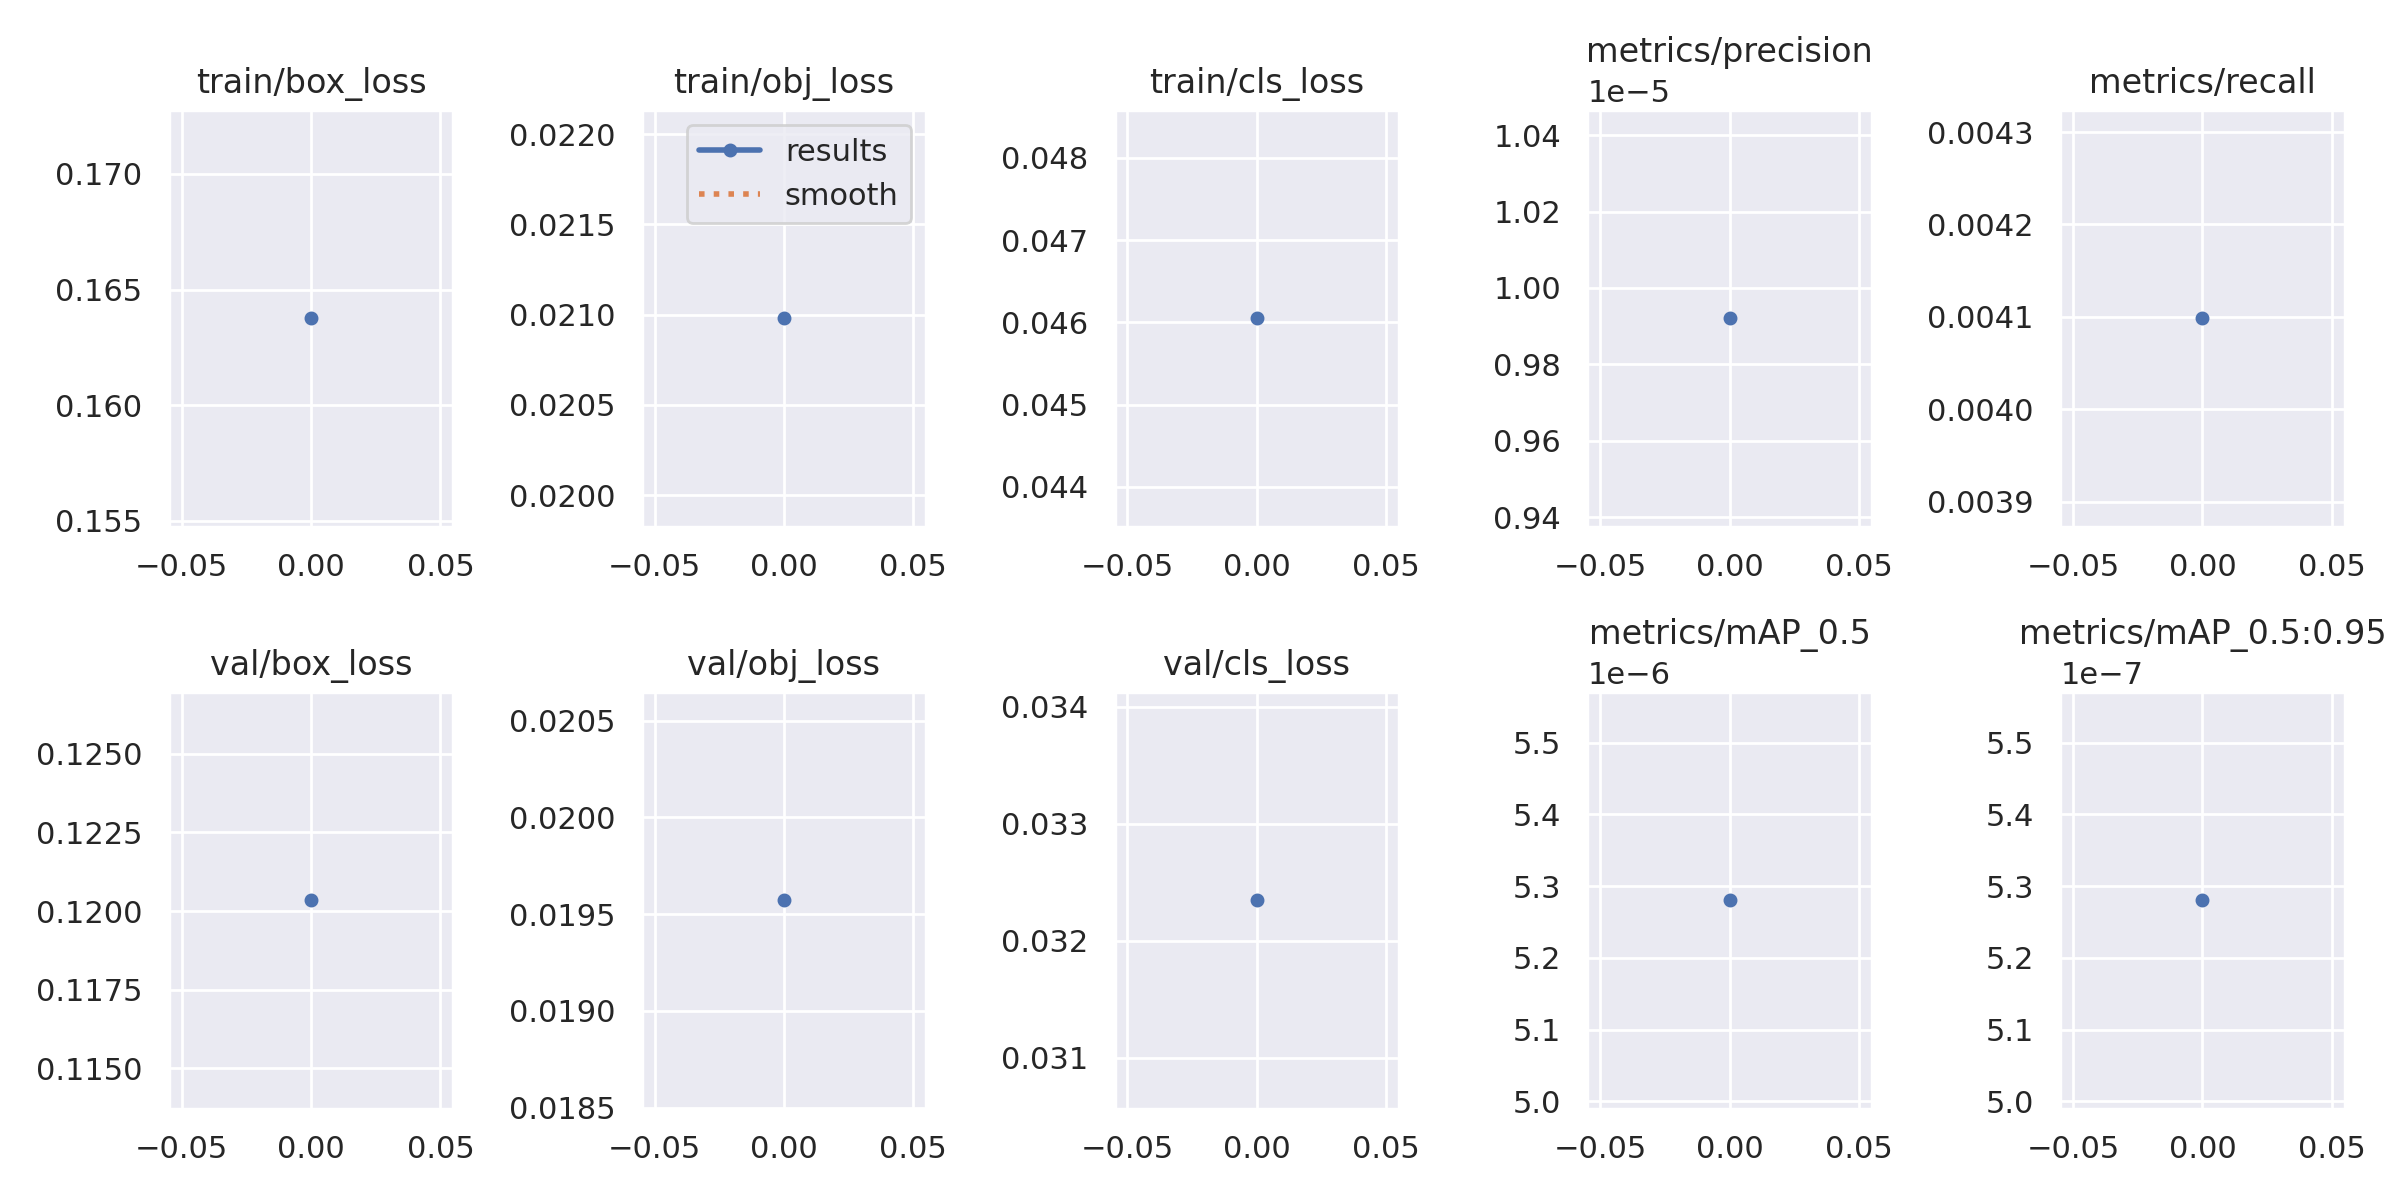 train/box_loss
0.170
0.165
0.160
0.155
−0.05 0.00 0.05
train/obj_loss
results
smooth
0.0220
0.0215
0.0210
0.0205
0.0200
−0.05 0.00 0.05
train/cls_loss
0.048
0.047
0.046
0.045
0.044
−0.05 0.00 0.05
metrics/precision
1e−5
1.04
1.02
1.00
0.98
0.96
0.94
−0.05 0.00 0.05
metrics/recall
0.0043
0.0042
0.0041
0.0040
0.0039
−0.05 0.00 0.05
val/box_loss
0.1250
0.1225
0.1200
0.1175
0.1150
−0.05 0.00 0.05
val/obj_loss
0.0205
0.0200
0.0195
0.0190
0.0185
−0.05 0.00 0.05
val/cls_loss
0.034
0.033
0.032
0.031
−0.05 0.00 0.05
metrics/mAP_0.5
1e−6
5.5
5.4
5.3
5.2
5.1
5.0
−0.05 0.00 0.05
metrics/mAP_0.5:0.95
1e−7
5.5
5.4
5.3
5.2
5.1
5.0
−0.05 0.00 0.05